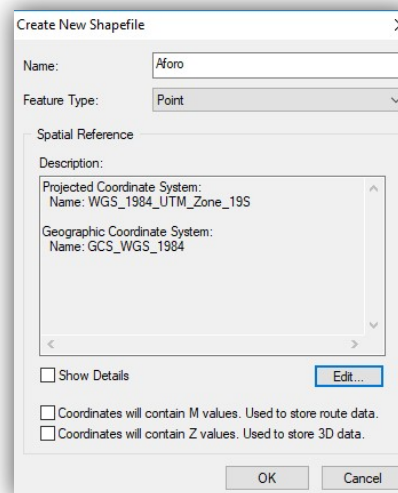 Create New Shapefile
Name: Aforo
Feature Type: Point
Spatial Reference
Description:
Projected Coordinate System:
Name: WGS_1984_UTM_Zone_19S
Geographic Coordinate System:
Name: GCS_WGS_1984
Show Details
Edit...
Coordinates will contain M values. Used to store route data.
Coordinates will contain Z values. Used to store 3D data.
OK Cancel